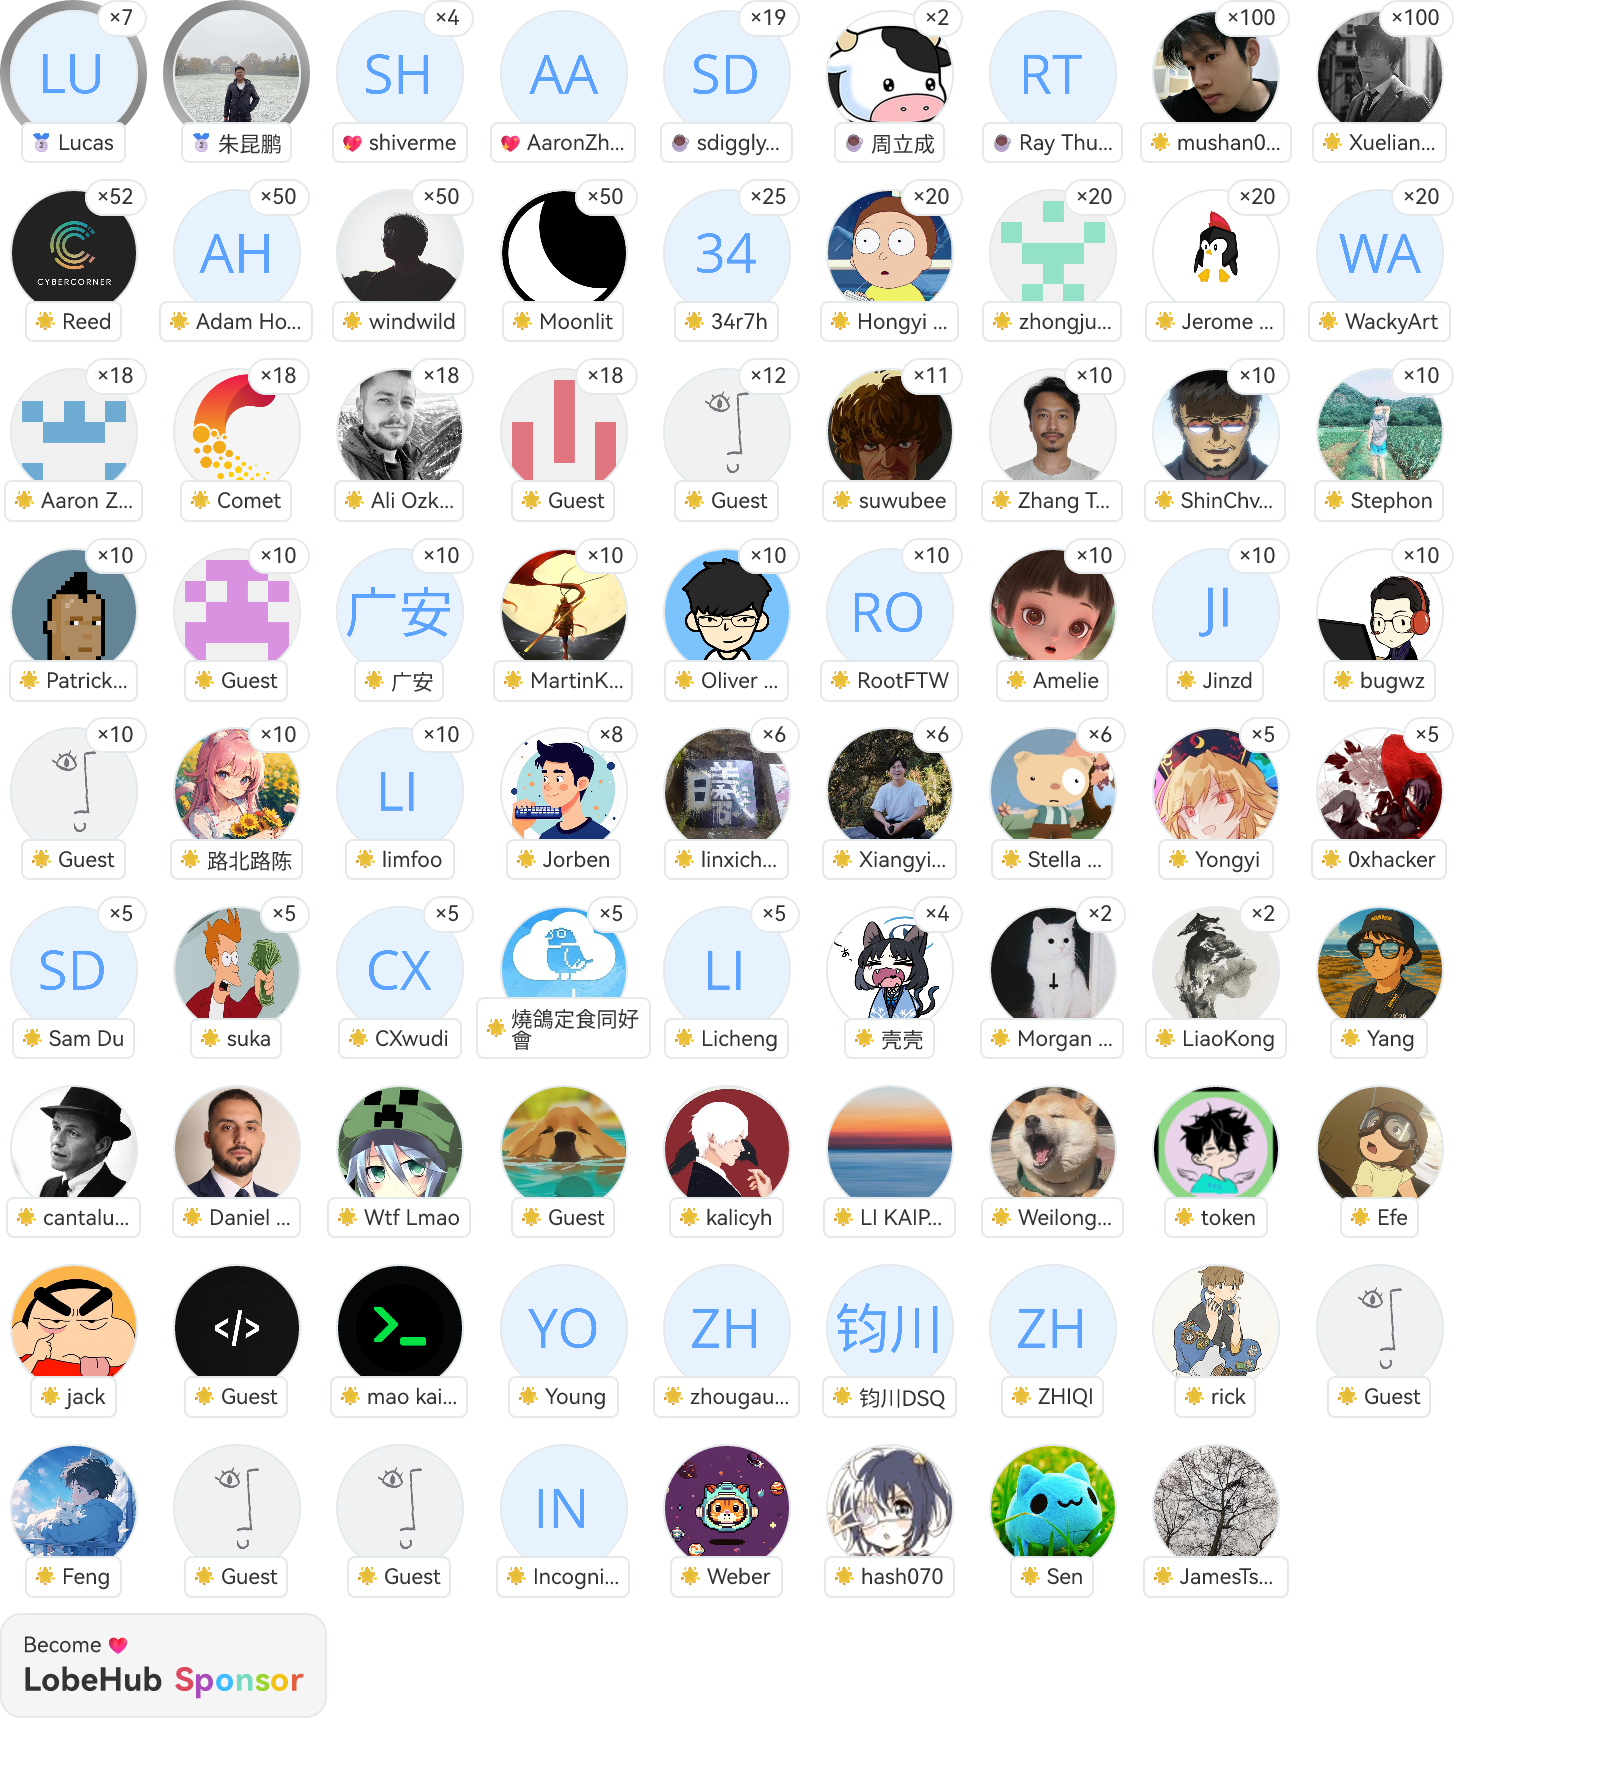 ×7 ×4 ×19 ×2 ×100 ×100
LU SH AA SD RT
Lucas 朱昆鹏 shiverme AaronZh... sdiggly... 周立成 Ray Thu... mushan0... Xuelian...
×52 ×50 ×50 ×50 ×25 ×20 ×20 ×20 ×20
AH 34 WA
CYBERCORNER
Reed Adam Ho... windwild Moonlit 34r7h Hongyi ... zhongju... Jerome ... WackyArt
×18 ×18 ×18 ×18 ×12 ×11 ×10 ×10 ×10
Aaron Z... Comet Ali Ozk... Guest Guest suwubee Zhang T... ShinChv... Stephon
×10 ×10 ×10 ×10 ×10 ×10 ×10 ×10 ×10
广安 RO JI
Patrick... Guest 广安 MartinK... Oliver ... RootFTW Amelie Jinzd bugwz
×10 ×10 ×10 ×8 ×6 ×6 ×6 ×5 ×5
LI
Guest 路北路陈 limfoo Jorben linxich... Xiangyi... Stella ... Yongyi 0xhacker
×5 ×5 ×5 ×5 ×5 ×4 ×2 ×2
SD CX LI
Sam Du suka CXwudi 燒鴿定食同好會 Licheng 壳壳 Morgan ... LiaoKong Yang
cantalu... Daniel ... Wtf Lmao Guest kalicyh LI KAIP... Weilong... token Efe
</> >_ YO ZH 钧川 ZH
jack Guest mao kai... Young zhougau... 钧川DSQ ZHIQI rick Guest
IN
Feng Guest Guest Incogni... Weber hash070 Sen JamesTs...
Become
LobeHub Sponsor